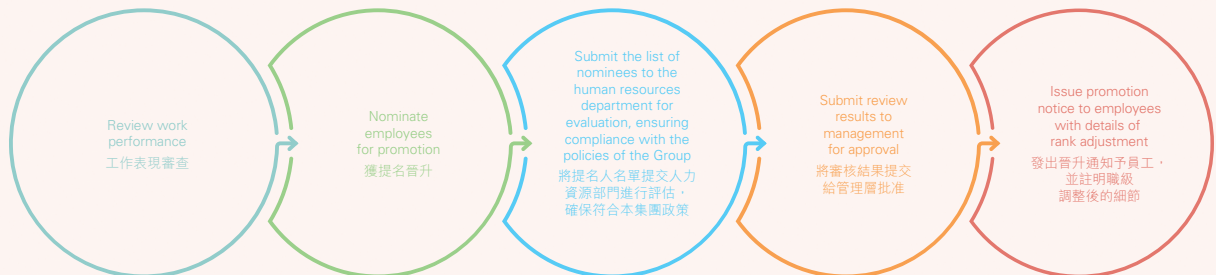 Review work
performance
工作表現審查
Nominate
employees
for promotion
獲提名晉升
Submit the list of
nominees to the
human resources
department for
evaluation, ensuring
compliance with the
policies of the Group
將提名人名單提交人力
資源部門進行評估，
確保符合本集團政策
Submit review
results to
management
for approval
將審核結果提交
給管理層批准
Issue promotion
notice to employees
with details of
rank adjustment
發出晉升通知予員工，
並註明職級
調整後的細節